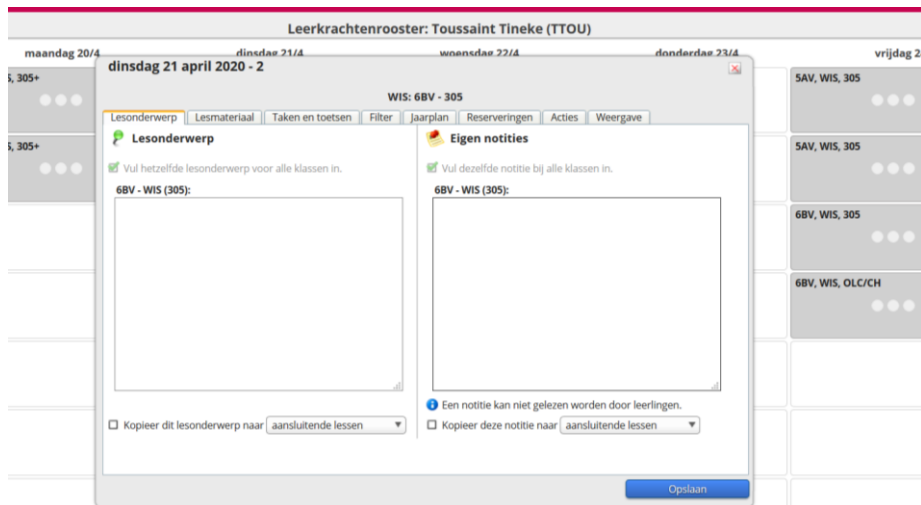 Leerkrachtenrooster: Toussaint Tineke (TTOU)
maandag 20/4 dinsdag 21/4 woensdag 22/4 donderdag 23/4 vrijdag 2
dinsdag 21 april 2020 - 2
WIS: 6BV - 305
Lesonderwerp Lesmateriaal Taken en toetsen Filter Jaarplan Reserveringen Acties Weergave
Lesonderwerp
Vul hetzelfde lesonderwerp voor alle klassen in.
6BV - WIS (305):
Kopieer dit lesonderwerp naar aansluitende lessen
Eigen notities
Vul dezelfde notitie bij alle klassen in.
6BV - WIS (305):
Een notitie kan niet gelezen worden door leerlingen.
Kopieer deze notitie naar aansluitende lessen
Opslaan
S, 305+
S, 305+
5AV, WIS, 305
5AV, WIS, 305
6BV, WIS, 305
6BV, WIS, OLC/CH